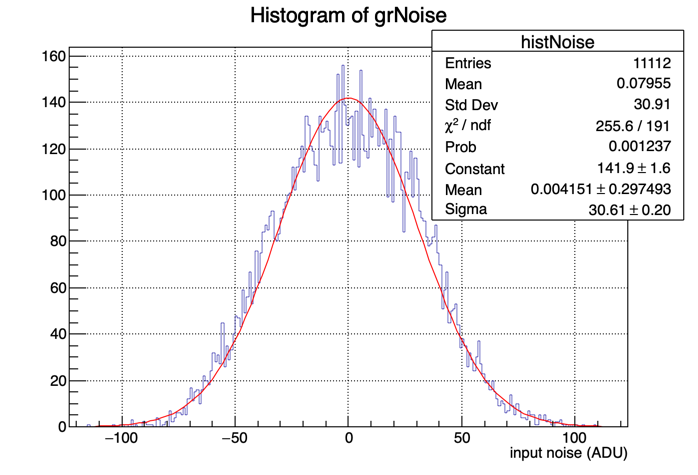 Histogram of grNoise
histNoise
Entries 11112
Mean 0.07955
Std Dev 30.91
χ² / ndf 255.6 / 191
Prob 0.001237
Constant 141.9 ± 1.6
Mean 0.004151 ± 0.297493
Sigma 30.61 ± 0.20
160
140
120
100
80
60
40
20
0
−100 −50 0 50 100
input noise (ADU)